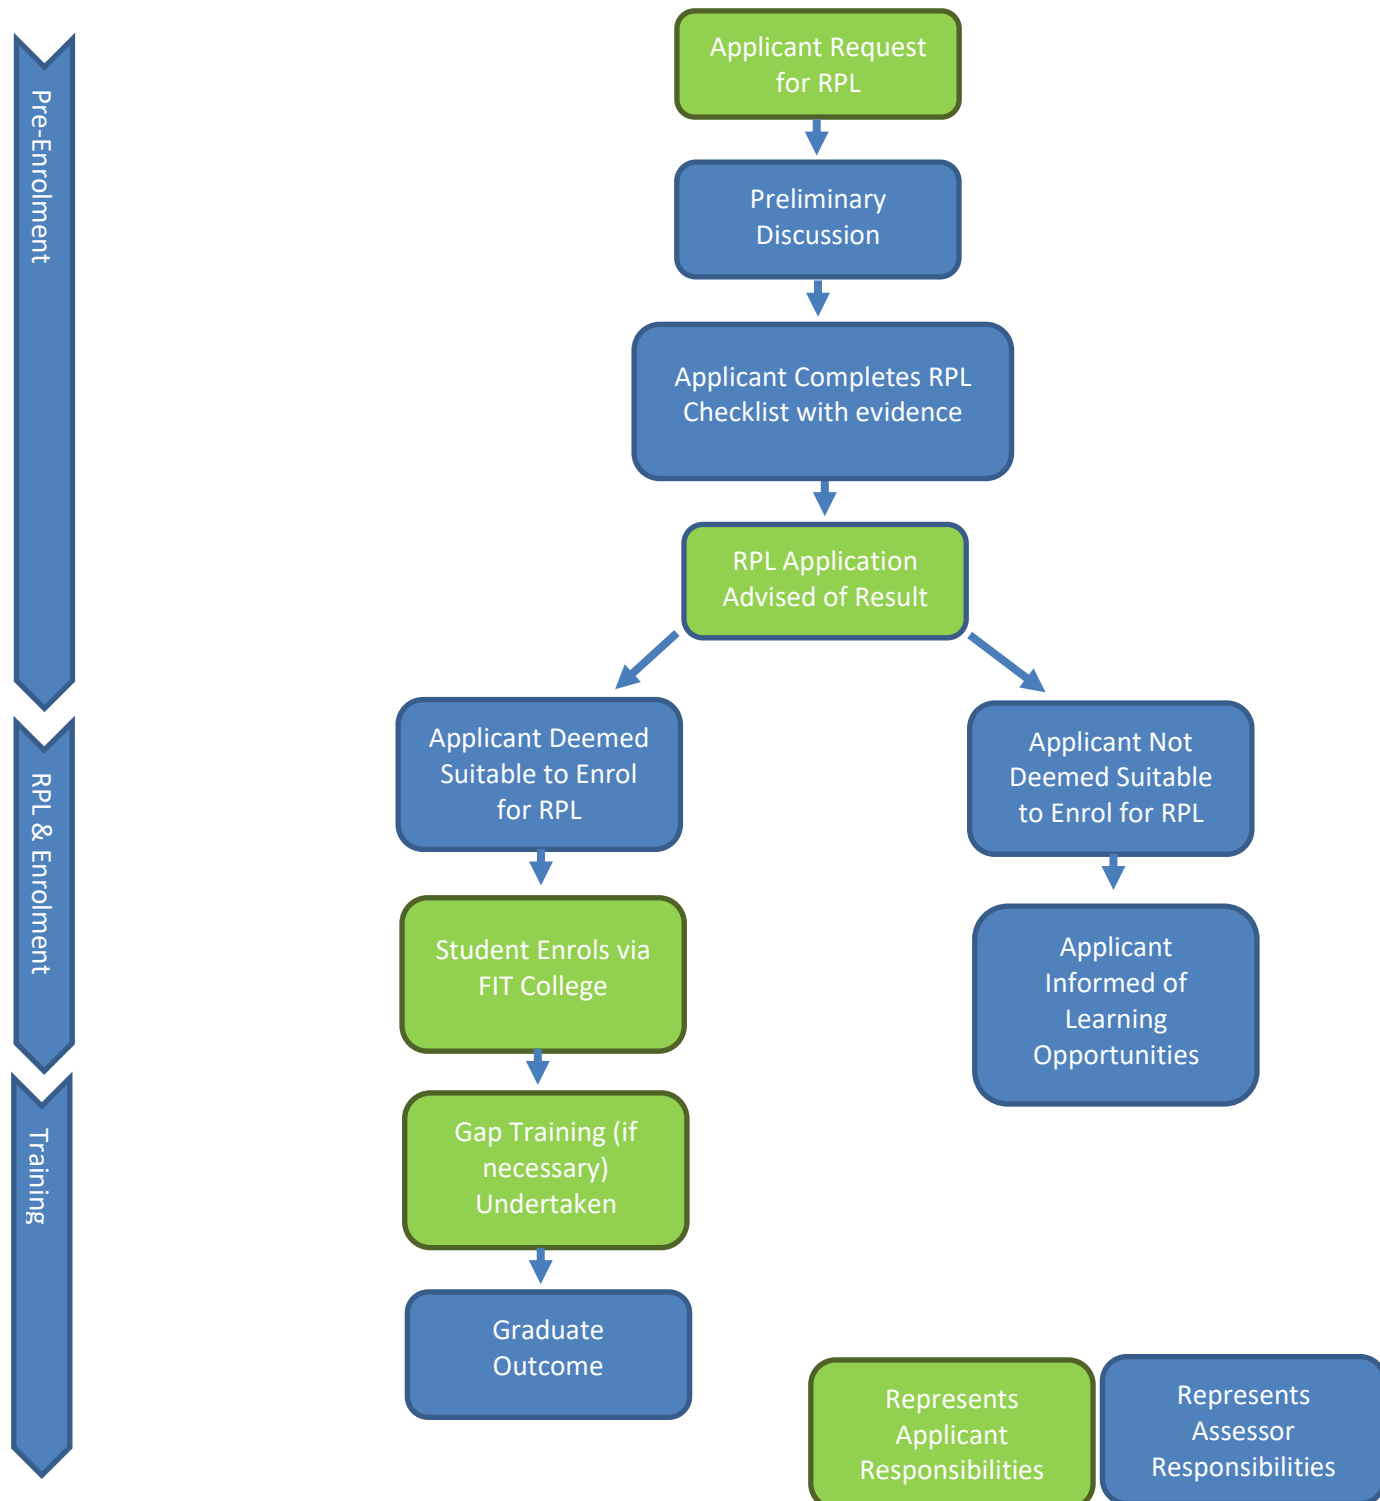 Applicant Request
for RPL
Pre-Enrolment
Preliminary
Discussion
Applicant Completes RPL
Checklist with evidence
RPL Application
Advised of Result
RPL & Enrolment
Applicant Deemed
Suitable to Enrol
for RPL
Applicant Not
Deemed Suitable
to Enrol for RPL
Student Enrols via
FIT College
Applicant
Informed of
Learning
Opportunities
Training
Gap Training (if
necessary)
Undertaken
Graduate
Outcome
Represents
Applicant
Responsibilities
Represents
Assessor
Responsibilities